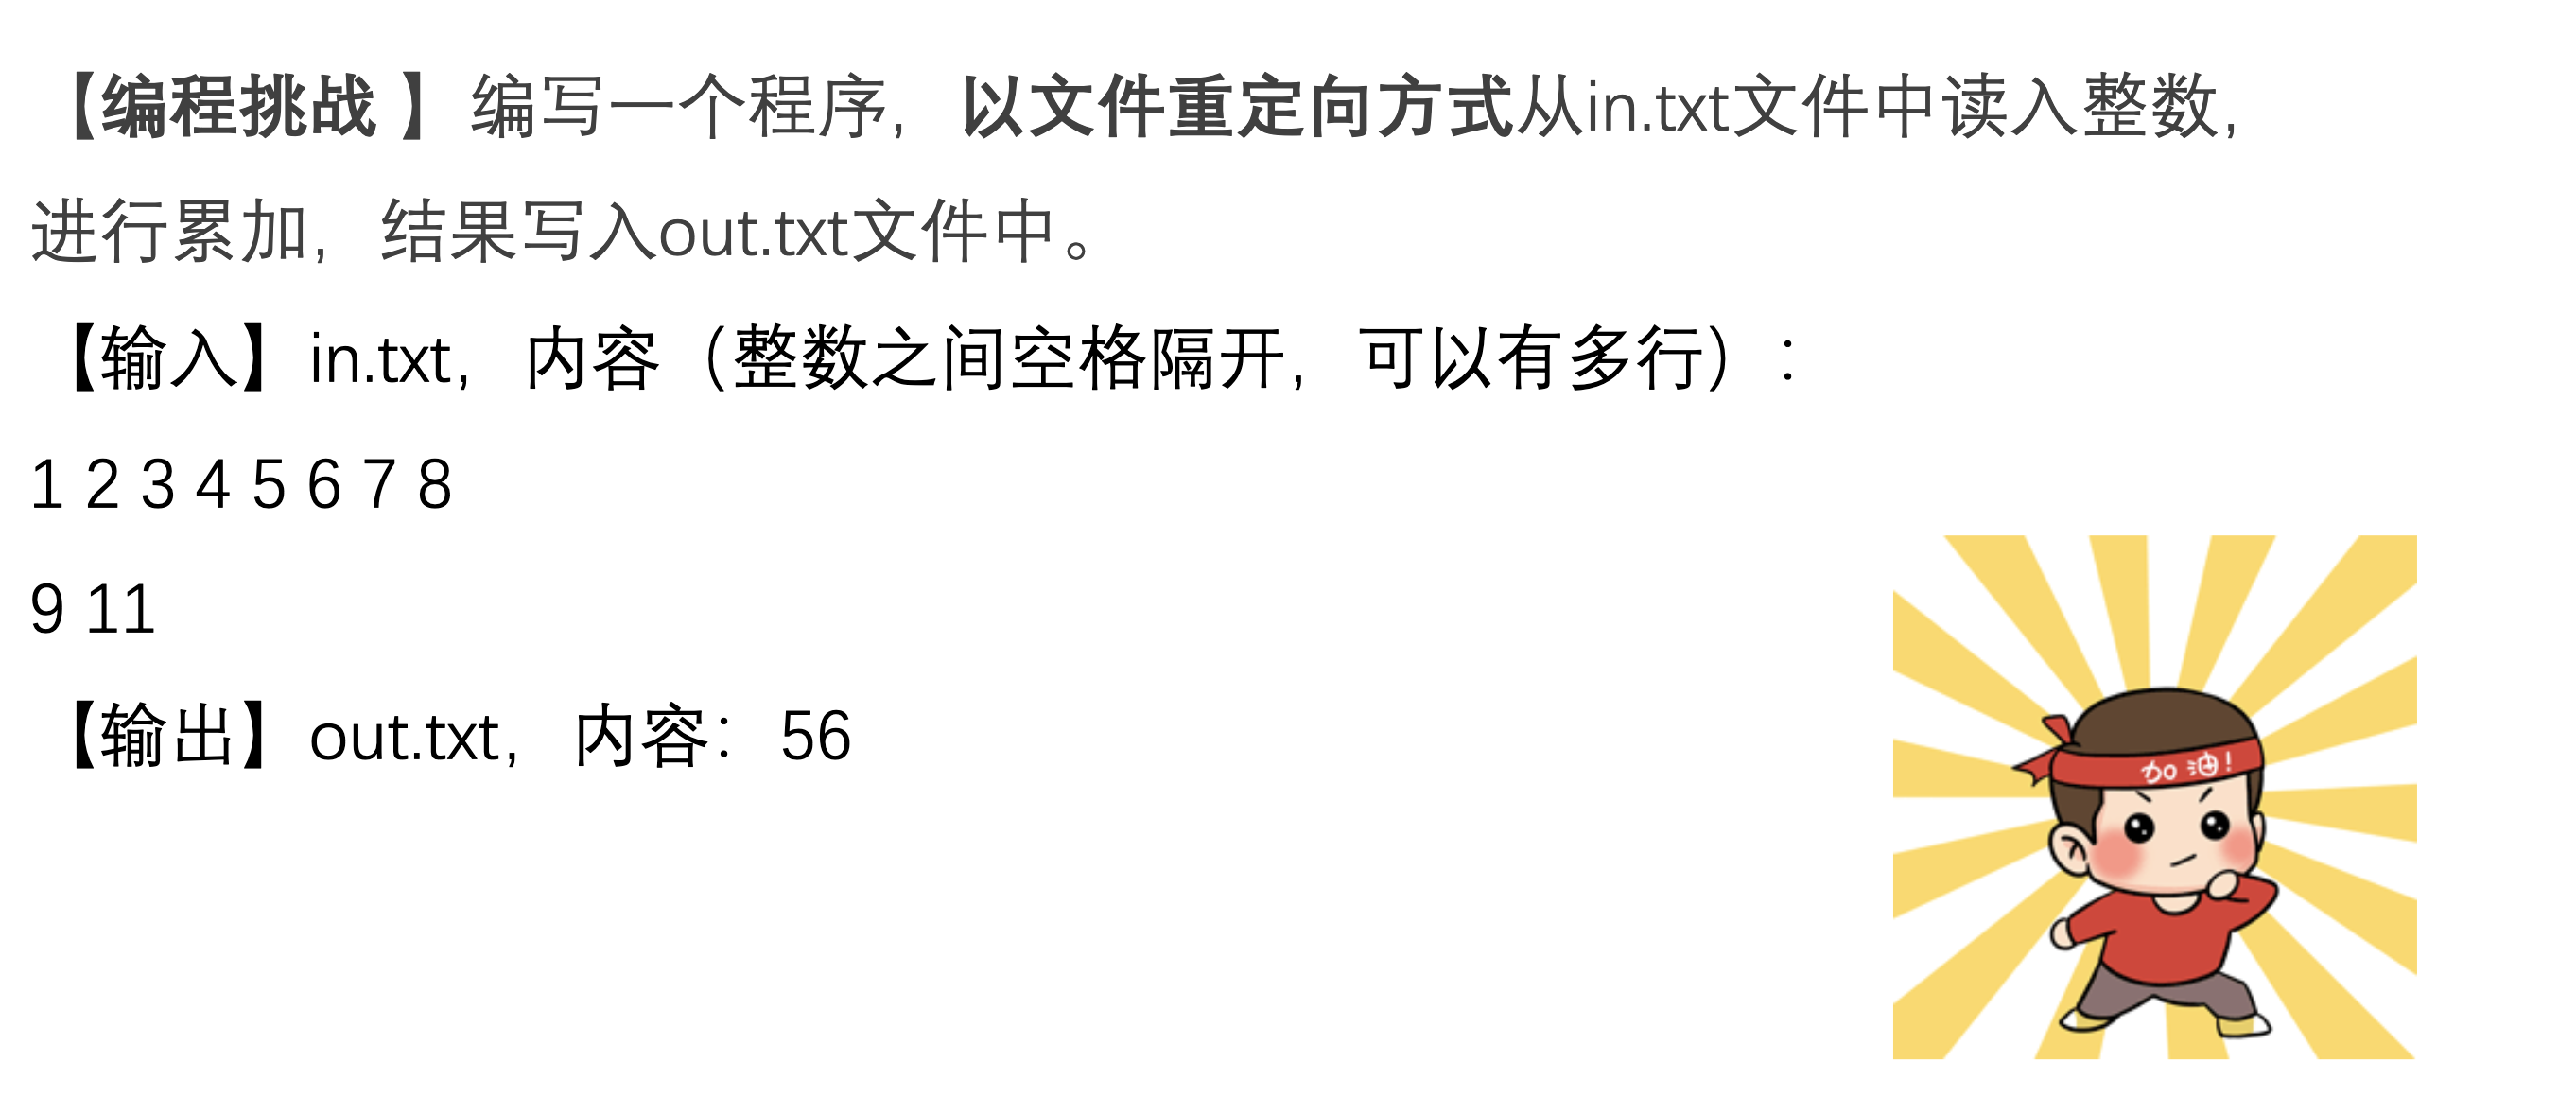 【编程挑战 】 编写一个程序, 以文件重定向方式从in.txt文件中读入整数,
进行累加, 结果写入out.txt文件中。
【输入】in.txt, 内容（整数之间空格隔开, 可以有多行）:
1 2 3 4 5 6 7 8
9 11
【输出】out.txt, 内容: 56
加油!